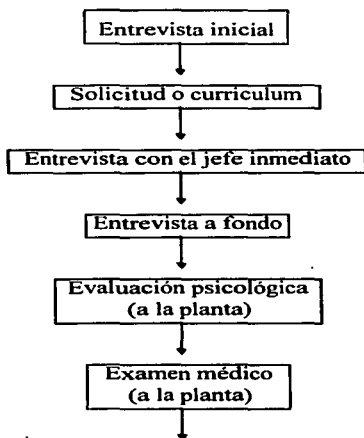 Entrevista inicial
Solicitud o curriculum
Entrevista con el jefe inmediato
Entrevista a fondo
Evaluación psicológica
(a la planta)
Examen médico
(a la planta)